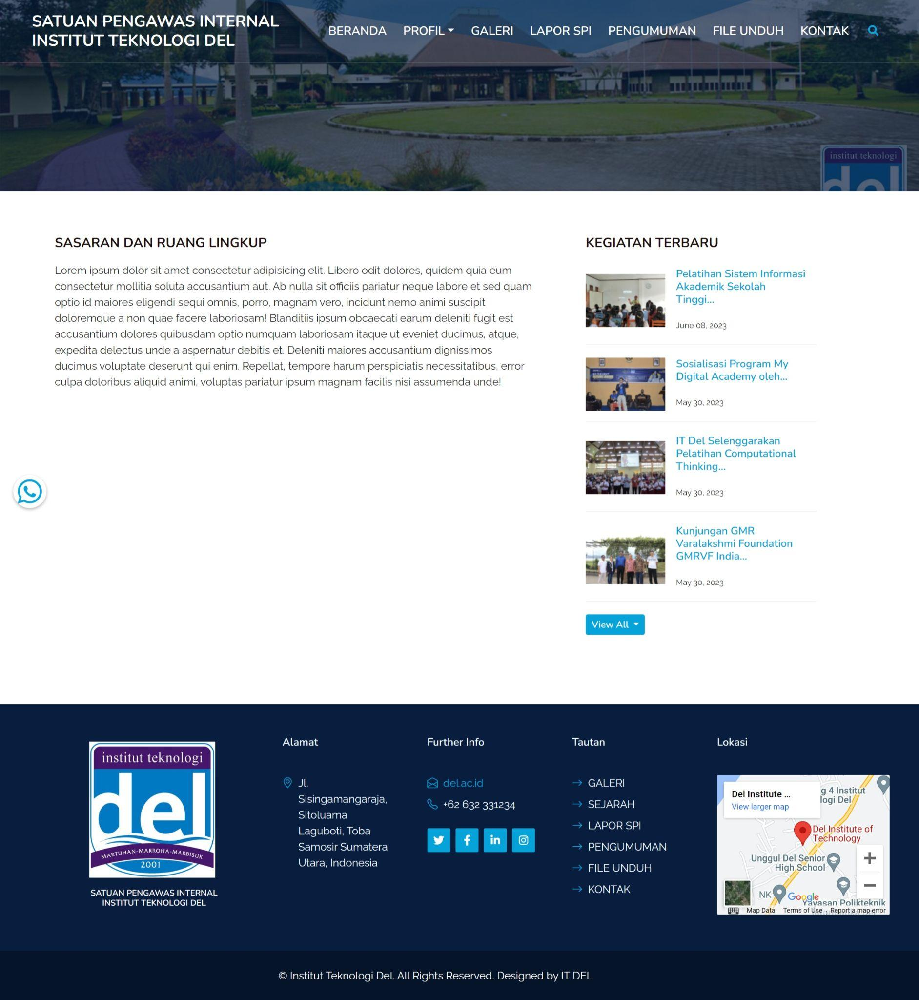 SATUAN PENGAWAS INTERNAL
INSTITUT TEKNOLOGI DEL
BERANDA PROFIL GALERI LAPOR SPI PENGUMUMAN FILE UNDUH KONTAK
institut teknologi
del
SASARAN DAN RUANG LINGKUP
Lorem ipsum dolor sit amet consectetur adipisicing elit. Libero odit dolores, quidem quia eum
consectetur mollitia soluta accusantium aut. Ab nulla sit officiis pariatur neque labore et sed quam
optio id maiores eligendi sequi omnis, porro, magnam vero, incidunt nemo animi suscipit
doloremque a non quae facere laboriosam! Blanditiis ipsum obcaecati earum deleniti fugit est
accusantium dolores quibusdam optio numquam laboriosam itaque ut eveniet ducimus, atque,
expedita delectus unde a aspernatur debitis et. Deleniti maiores accusantium dignissimos
ducimus voluptate deserunt qui enim. Repellat, tempore harum perspiciatis necessitatibus, error
culpa doloribus aliquid animi, voluptas pariatur ipsum magnam facilis nisi assumenda unde!
KEGIATAN TERBARU
Pelatihan Sistem Informasi
Akademik Sekolah
Tinggi...
June 08, 2023
Sosialisasi Program My
Digital Academy oleh...
May 30, 2023
IT Del Selenggarakan
Pelatihan Computational
Thinking...
May 30, 2023
Kunjungan GMR
Varalakshmi Foundation
GMRVF India...
May 30, 2023
View All
institut teknologi
del
MARTUHAN-MARROHA-MARBISUK
2001
SATUAN PENGAWAS INTERNAL
INSTITUT TEKNOLOGI DEL
Alamat
Jl.
Sisingamangaraja,
Sitoluama
Laguboti, Toba
Samosir Sumatera
Utara, Indonesia
Further Info
del.ac.id
+62 632 331234
Tautan
GALERI
SEJARAH
LAPOR SPI
PENGUMUMAN
FILE UNDUH
KONTAK
Lokasi
Del Institute ...
View larger map
g 4 Institut
logi Del
Del Institute of
Technology
Unggul Del Senior
High School
NK
Google
Yayasan Polikteknik
Map Data Terms of Use Report a map error
© Institut Teknologi Del. All Rights Reserved. Designed by IT DEL